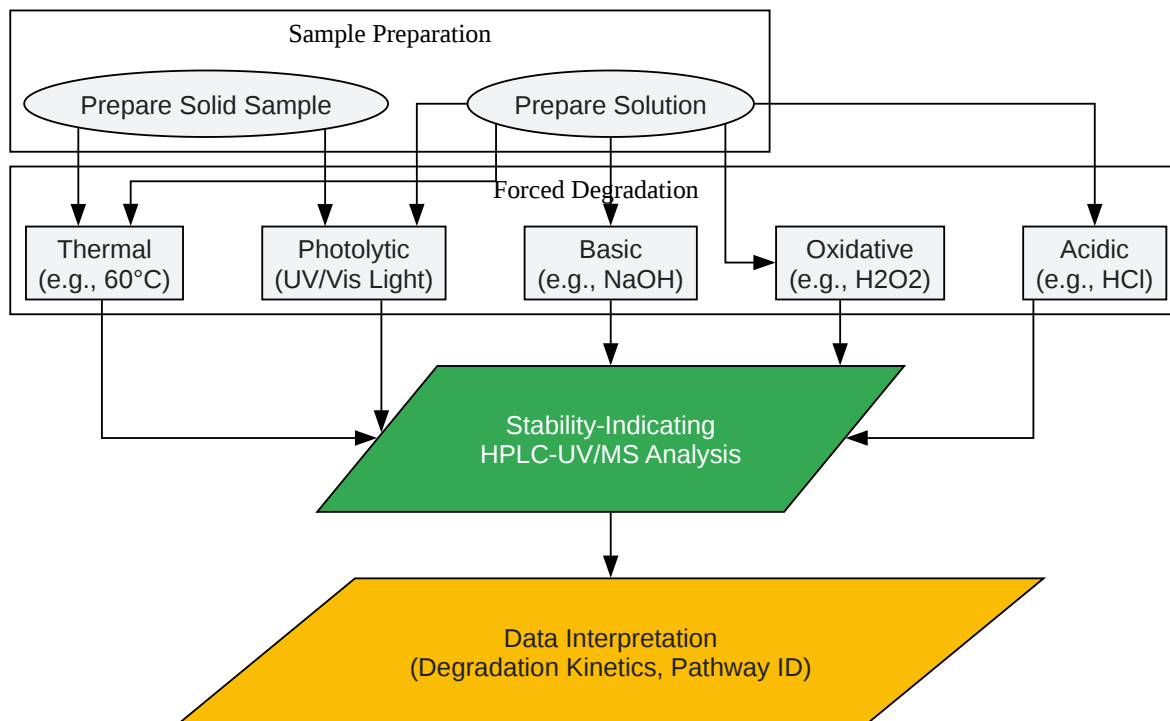 Sample Preparation
Prepare Solid Sample
Prepare Solution
Forced Degradation
Thermal
(e.g., 60°C)
Photolytic
(UV/Vis Light)
Basic
(e.g., NaOH)
Oxidative
(e.g., H2O2)
Acidic
(e.g., HCl)
Stability-Indicating
HPLC-UV/MS Analysis
Data Interpretation
(Degradation Kinetics, Pathway ID)